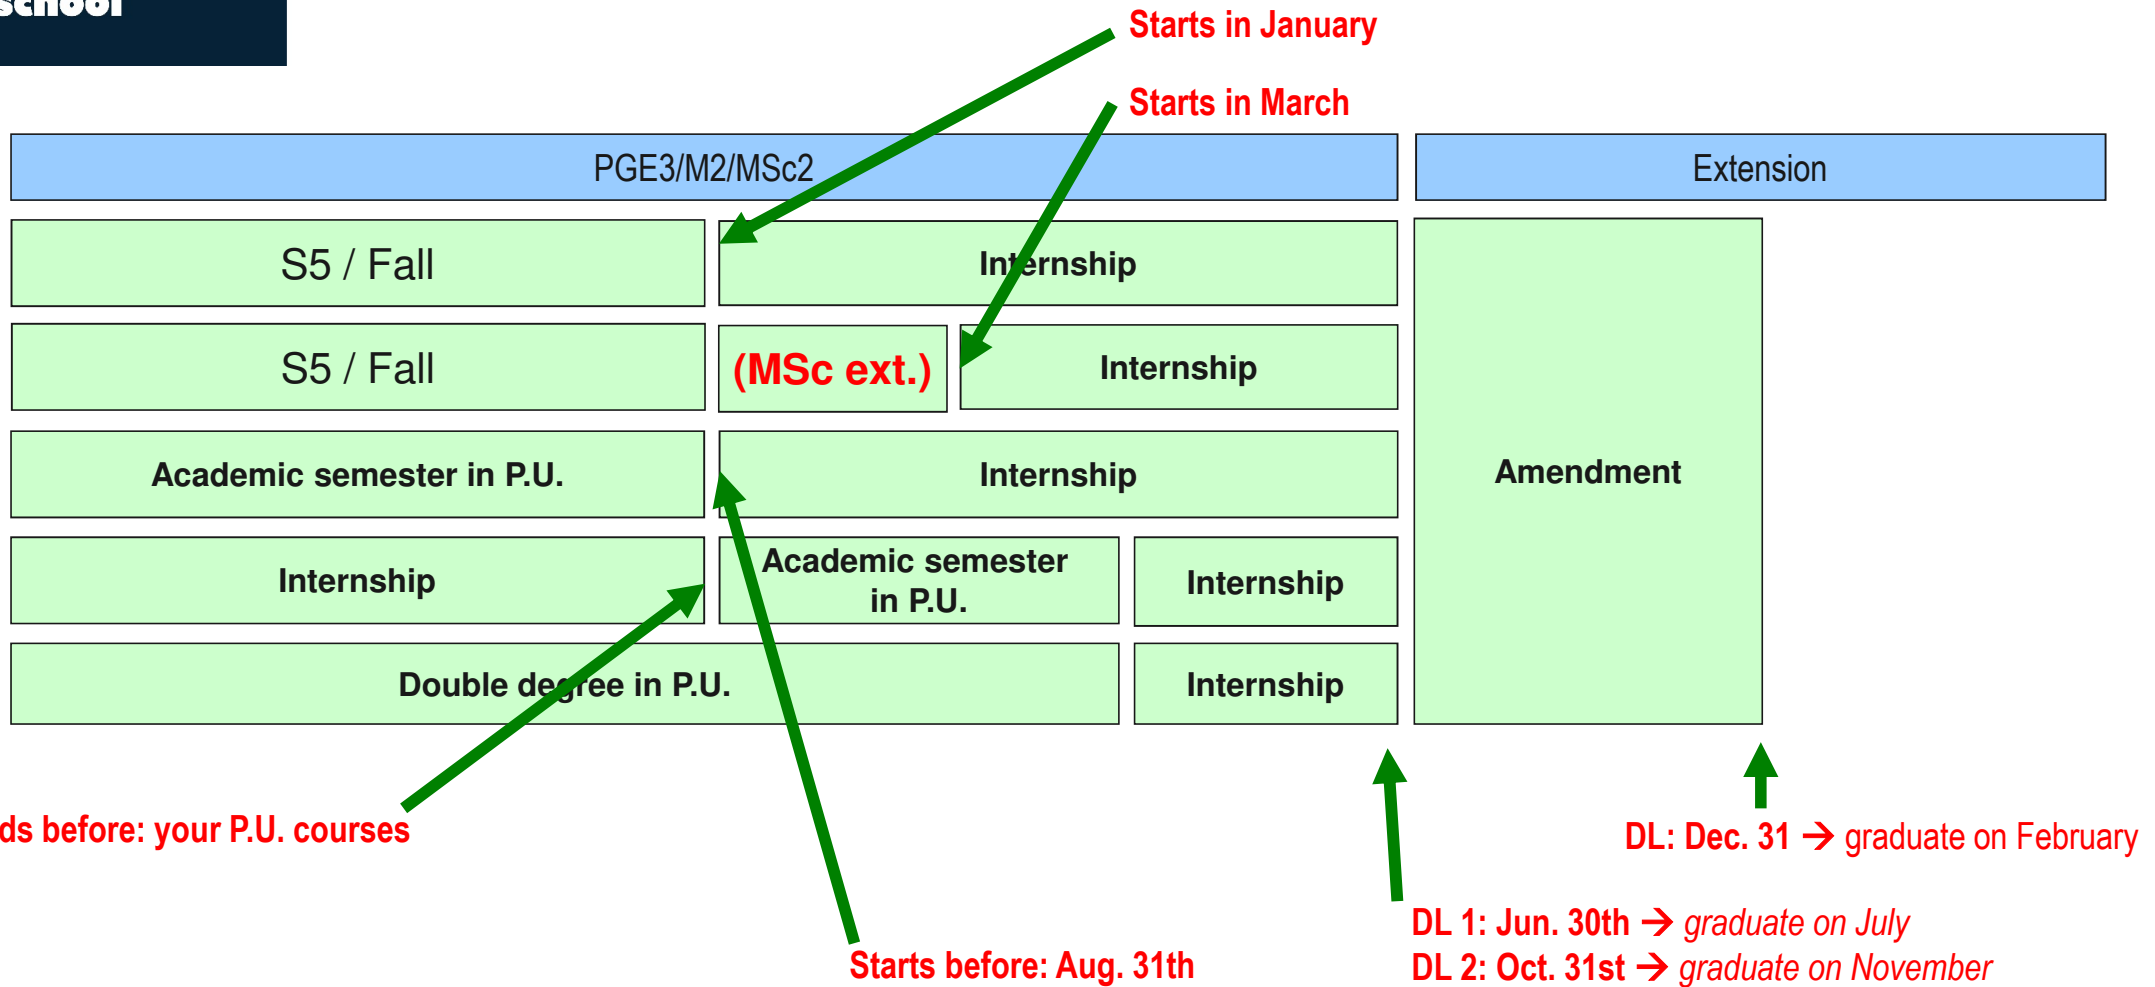 school
Starts in January
Starts in March
PGE3/M2/MSc2
Extension
S5 / Fall
Internship
S5 / Fall
(MSc ext.)
Internship
Academic semester in P.U.
Internship
Amendment
Internship
Academic semester
in P.U.
Internship
Double degree in P.U.
Internship
before: your P.U. courses
DL: Dec. 31 → graduate on February
DL 1: Jun. 30th → graduate on July
Starts before: Aug. 31th
DL 2: Oct. 31st → graduate on November